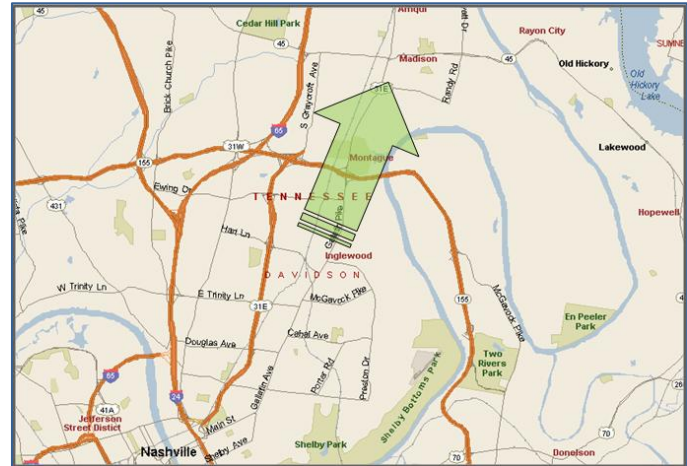 Amqui
Cedar Hill Park
45
Rayon City
SUMNE
45
Madison
45
Old Hickory
Old
Hickory
Lake
Brick Church Pike
S Graycroft Ave
31E
Randy Rd
65
31W
155
Montague
Lakewood
Ewing Dr
TENNESSEE
431
Hopewell
Hart Ln
Inglewood
DAVIDSON
W Trinity Ln
E Trinity Ln
McGavock Pike
31E
155
McGavock Pike
En Peeler
Park
Douglas Ave
Cahal Ave
Two
Rivers
Park
Porter Rd
Preston Dr
65
24
Gallatin Ave
Shelby Bottoms Park
41A
Jefferson
Street Distict
Main St
Shelby Ave
Nashville
Shelby Park
70
70
Donelson